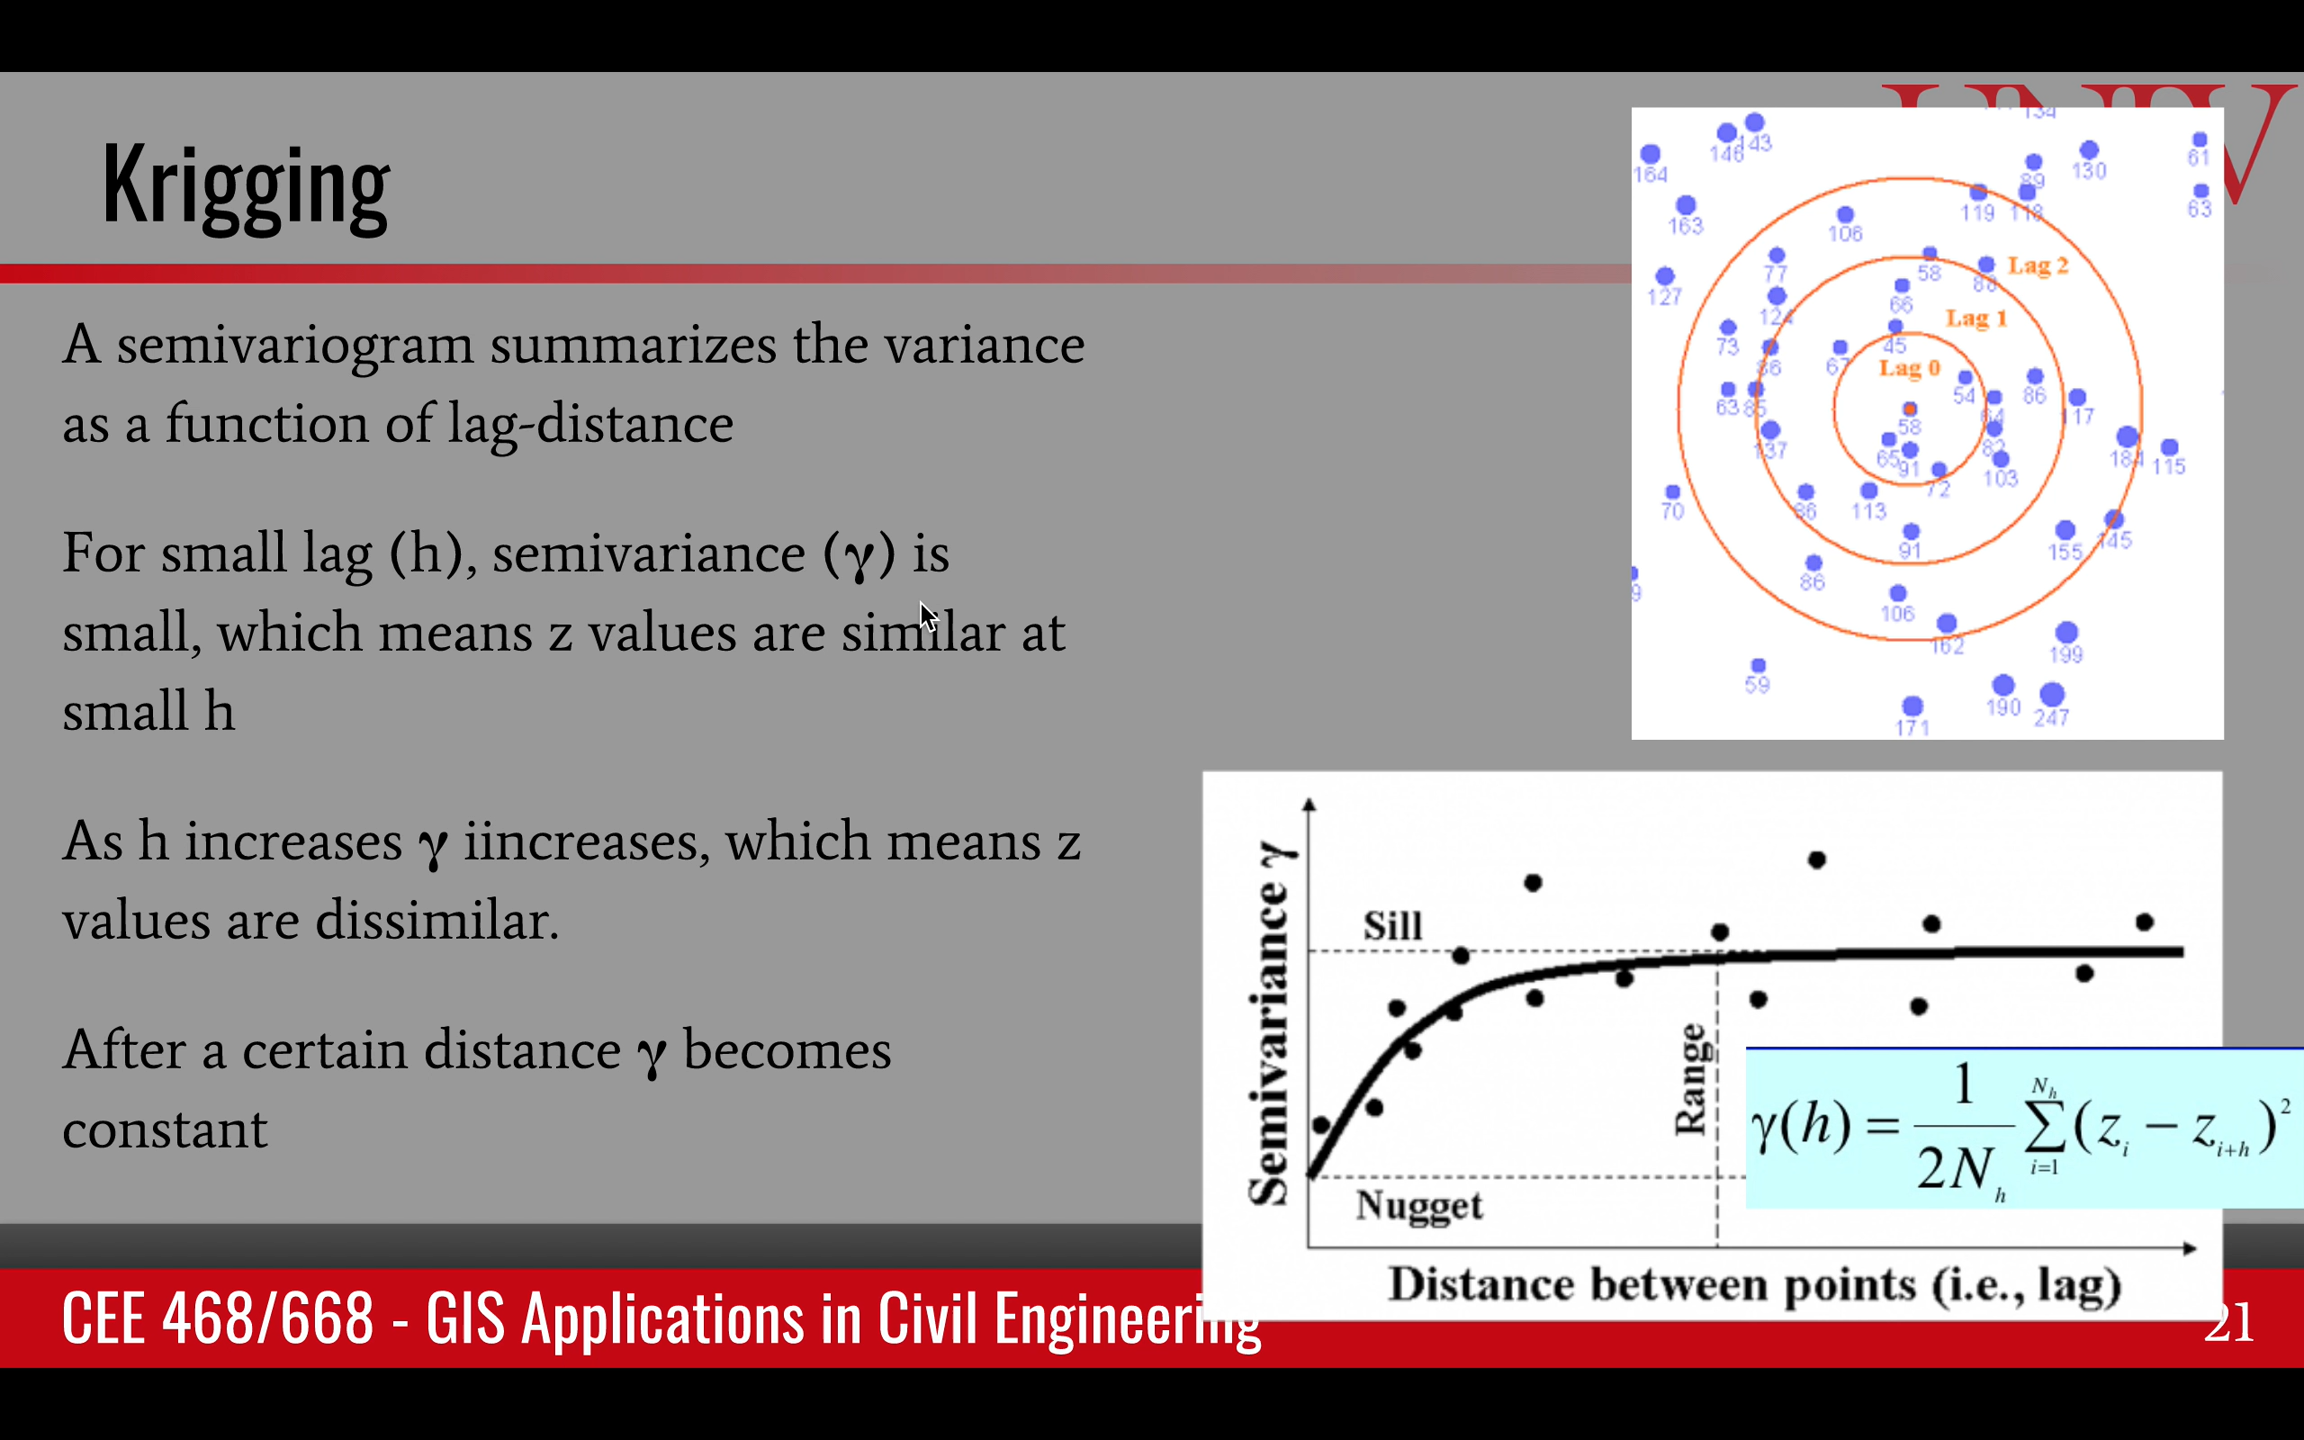 Krigging
A semivariogram summarizes the variance
as a function of lag-distance
For small lag (h), semivariance (γ) is
small, which means z values are similar at
small h
As h increases γ iincreases, which means z
values are dissimilar.
After a certain distance γ becomes
constant
143
146
164
163
130
89
61
63
119 118
106
77
58
88
Lag 2
127
66
124
Lag 1
73
45
67
Lag 0
54
86
63 85
64
117
58
137
82
65 91
184 115
103
72
70
113
91
155 145
86
106
162
199
59
190 247
171
Semivariance γ
Sill
Range
Nugget
γ(h) = 1/2N_h Σ_{i=1}^{N_h} (z_i − z_{i+h})²
Distance between points (i.e., lag)
CEE 468/668 - GIS Applications in Civil Engineering
21